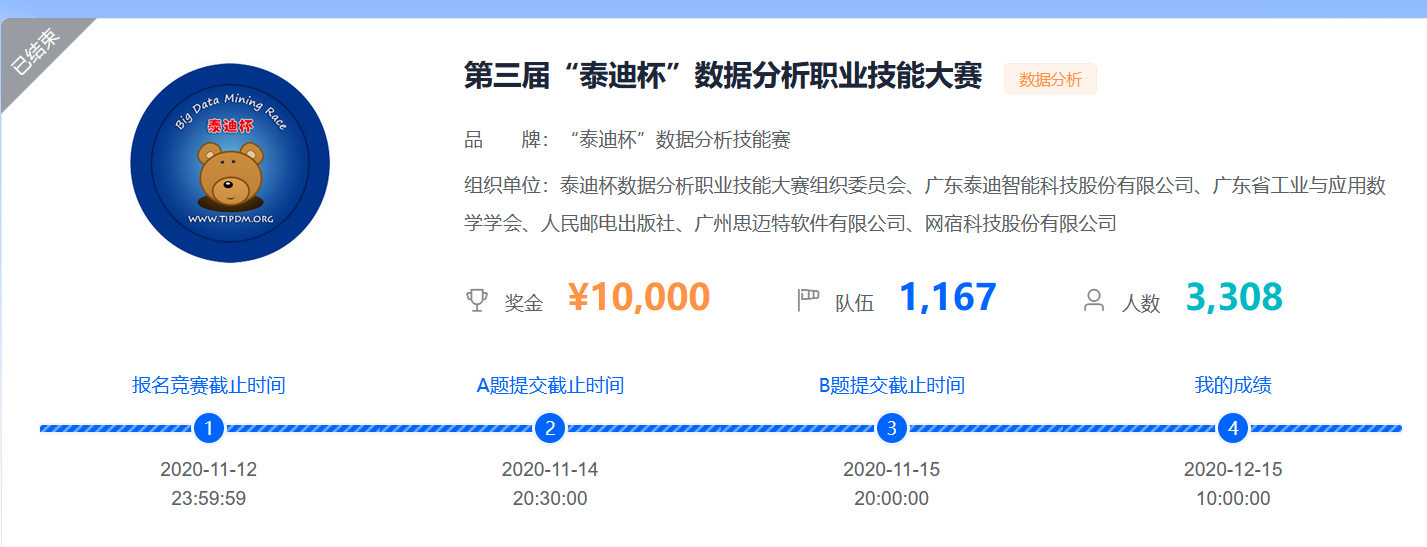 已结束
Big Data Mining Race
泰迪杯
WWW.TIPDM.ORG
第三届“泰迪杯”数据分析职业技能大赛 数据分析
品 牌：“泰迪杯”数据分析技能赛
组织单位：泰迪杯数据分析职业技能大赛组织委员会、广东泰迪智能科技股份有限公司、广东省工业与应用数
学学会、人民邮电出版社、广州思迈特软件有限公司、网宿科技股份有限公司
奖金 ¥10,000 队伍 1,167 人数 3,308
报名竞赛截止时间 A题提交截止时间 B题提交截止时间 我的成绩
1 2 3 4
2020-11-12 2020-11-14 2020-11-15 2020-12-15
23:59:59 20:30:00 20:00:00 10:00:00